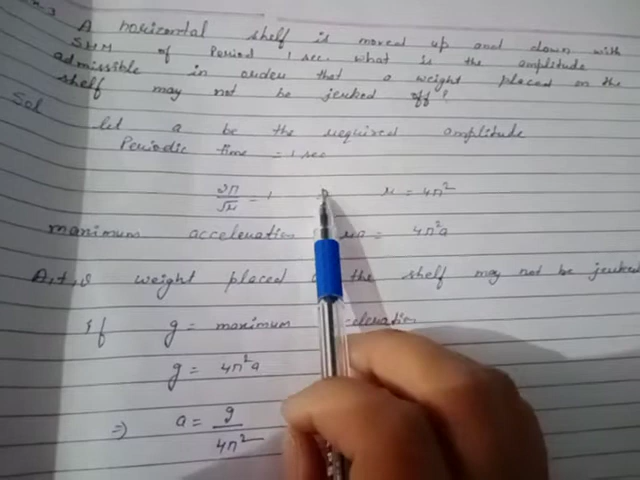 A horizontal shelf is moved up and down with
SHM of Period 1 sec. what is the amplitude
admissible in order that a weight placed on the
shelf may not be jerked off?
Sol let a be the required amplitude
Periodic time = 1 sec
2π/√μ = 1 μ = 4π²
maximum acceleration μa = 4π²a
A,t,θ weight placed the shelf may not be jerked
if g = maximum
g = 4π²a
⇒ a = g/4π²